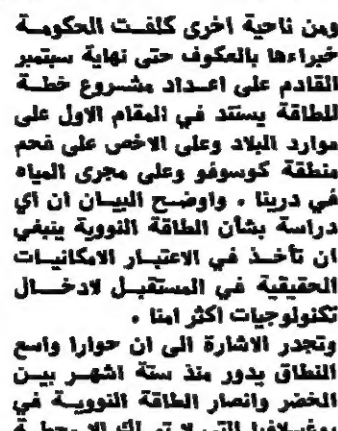 ومن ناحية اخرى كلفت الحكومة
خبراءها بالعكوف حتى نهاية سبتمبر
القادم على اعداد مشروع خطة
للطاقة يستند في المقام الاول على
موارد البلاد وعلى الاخص على فحم
منطقة كوسوفو وعلى مجرى المياه
في درينا . واوضح البيان ان أي
دراسة بشأن الطاقة النووية ينبغي
ان تأخذ في الاعتبار الامكانيات
الحقيقية في المستقبل لادخال
تكنولوجيات اكثر امنا .
وتجدر الاشارة الى ان حوارا واسع
النطاق يدور منذ ستة اشهر بين
الخضر وانصار الطاقة النووية في